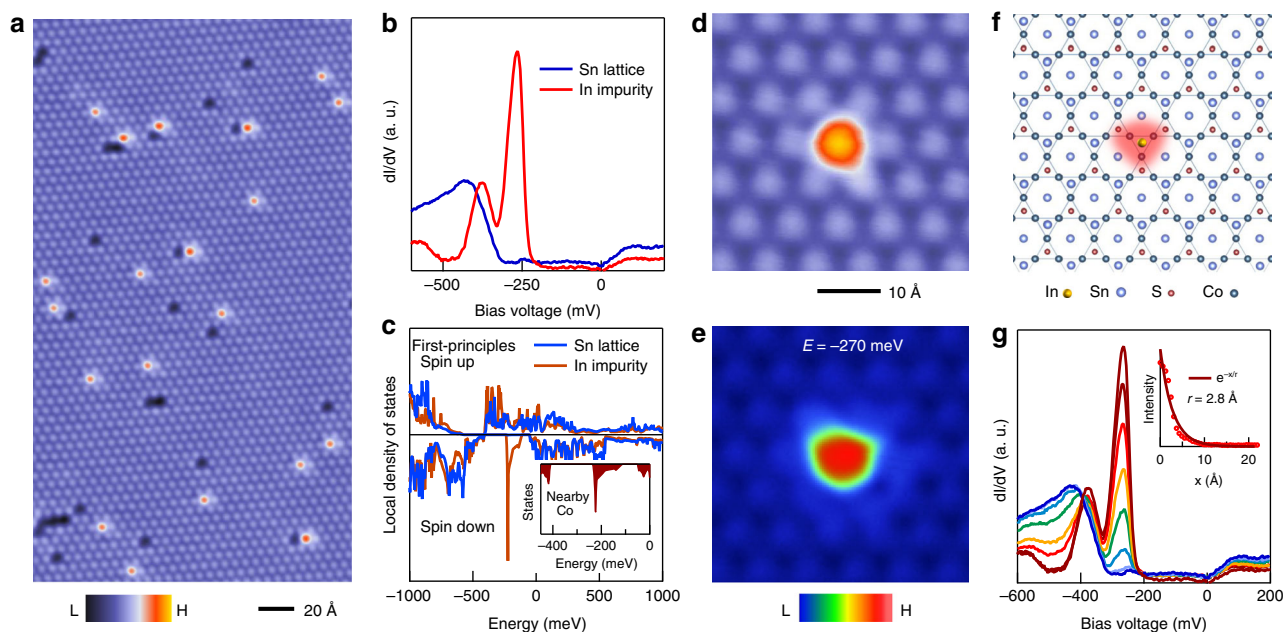 a
L H 20 Å
b
dI/dV (a. u.)
Sn lattice
In impurity
−500 −250 0
Bias voltage (mV)
c
Local density of states
First-principles
Spin up
Sn lattice
In impurity
Spin down
States
Nearby
Co
−400 −200 0
Energy (meV)
−1000 −500 0 500 1000
Energy (meV)
d
10 Å
e
E = −270 meV
L H
f
In Sn S Co
g
dI/dV (a. u.)
Intensity
e−x/r
r = 2.8 Å
0 10 20
x (Å)
−600 −400 −200 0 200
Bias voltage (mV)